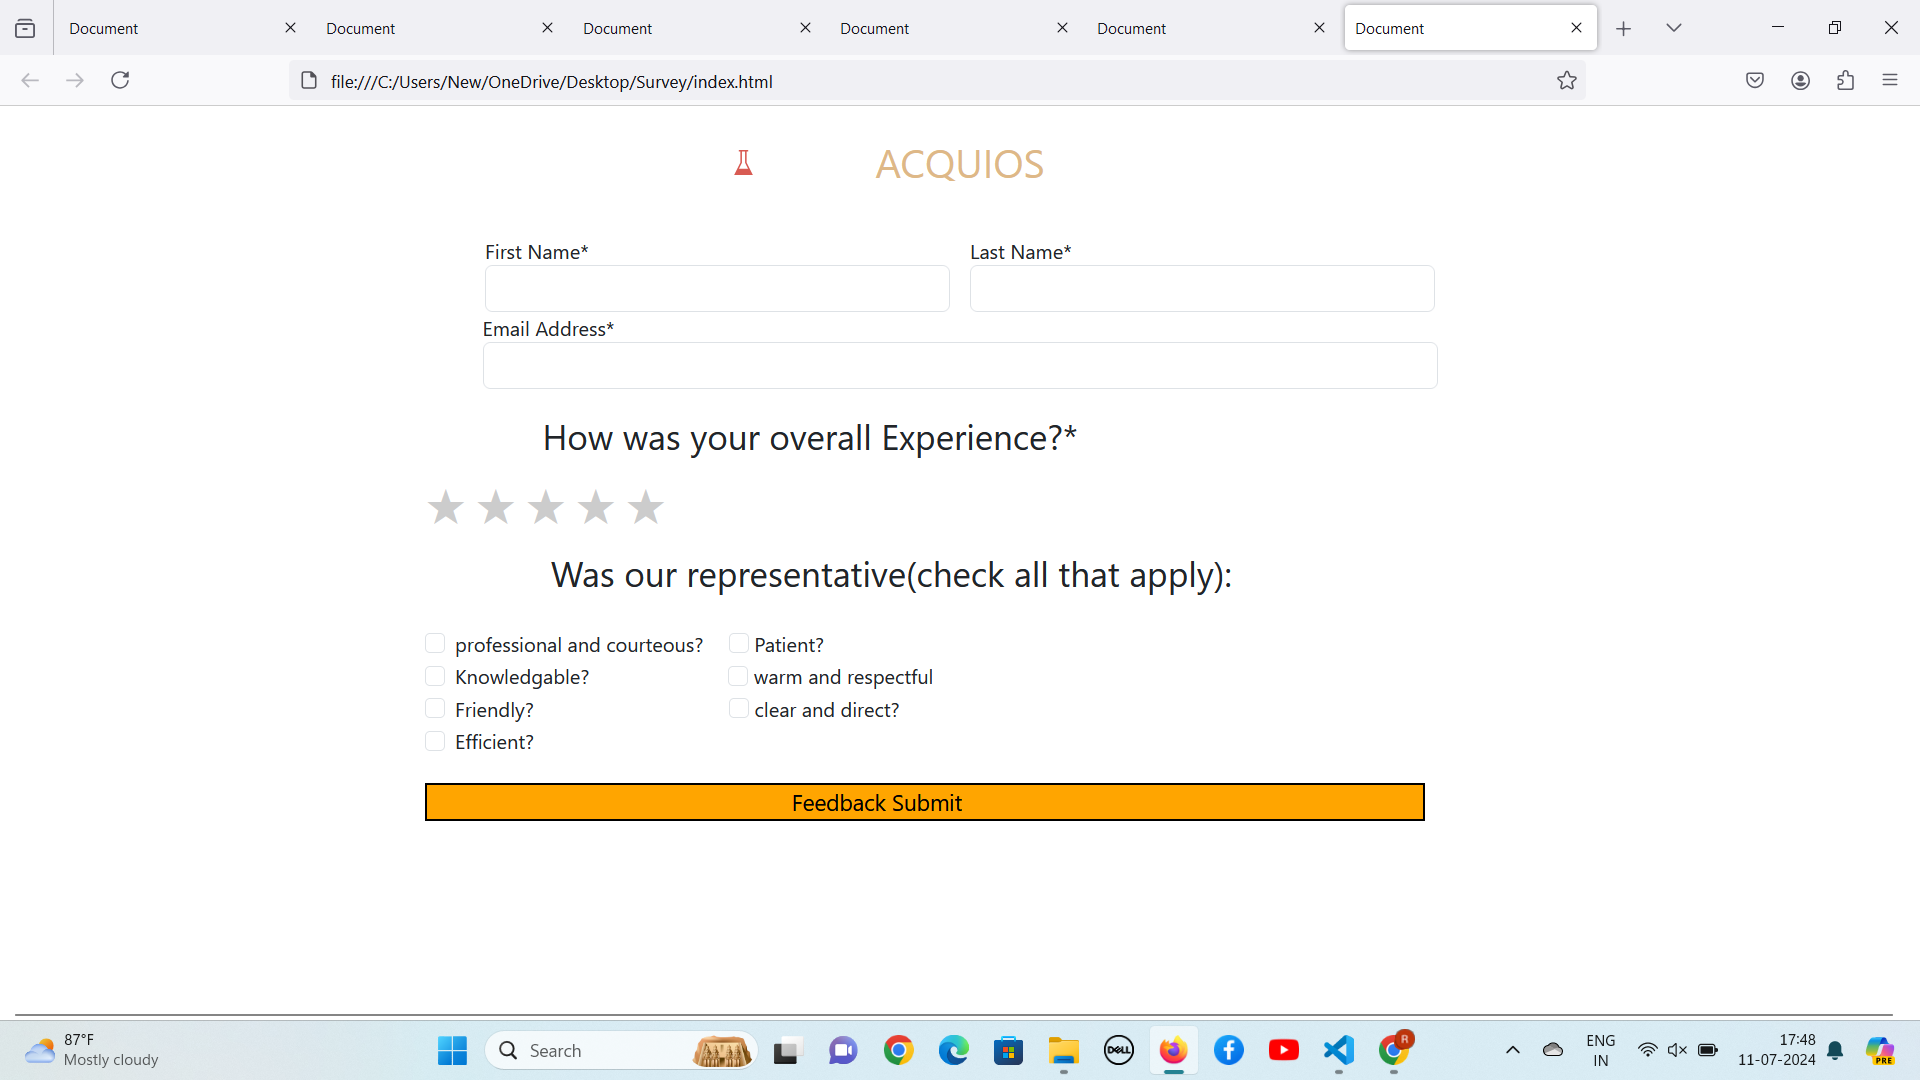 Document Document Document Document Document Document
file:///C:/Users/New/OneDrive/Desktop/Survey/index.html
ACQUIOS
First Name* Last Name*
Email Address*
How was your overall Experience?*
Was our representative(check all that apply):
professional and courteous? Patient?
Knowledgable? warm and respectful
Friendly? clear and direct?
Efficient?
Feedback Submit
87°F
Mostly cloudy
Search
DELL
R
ENG
IN
17:48
11-07-2024
PRE